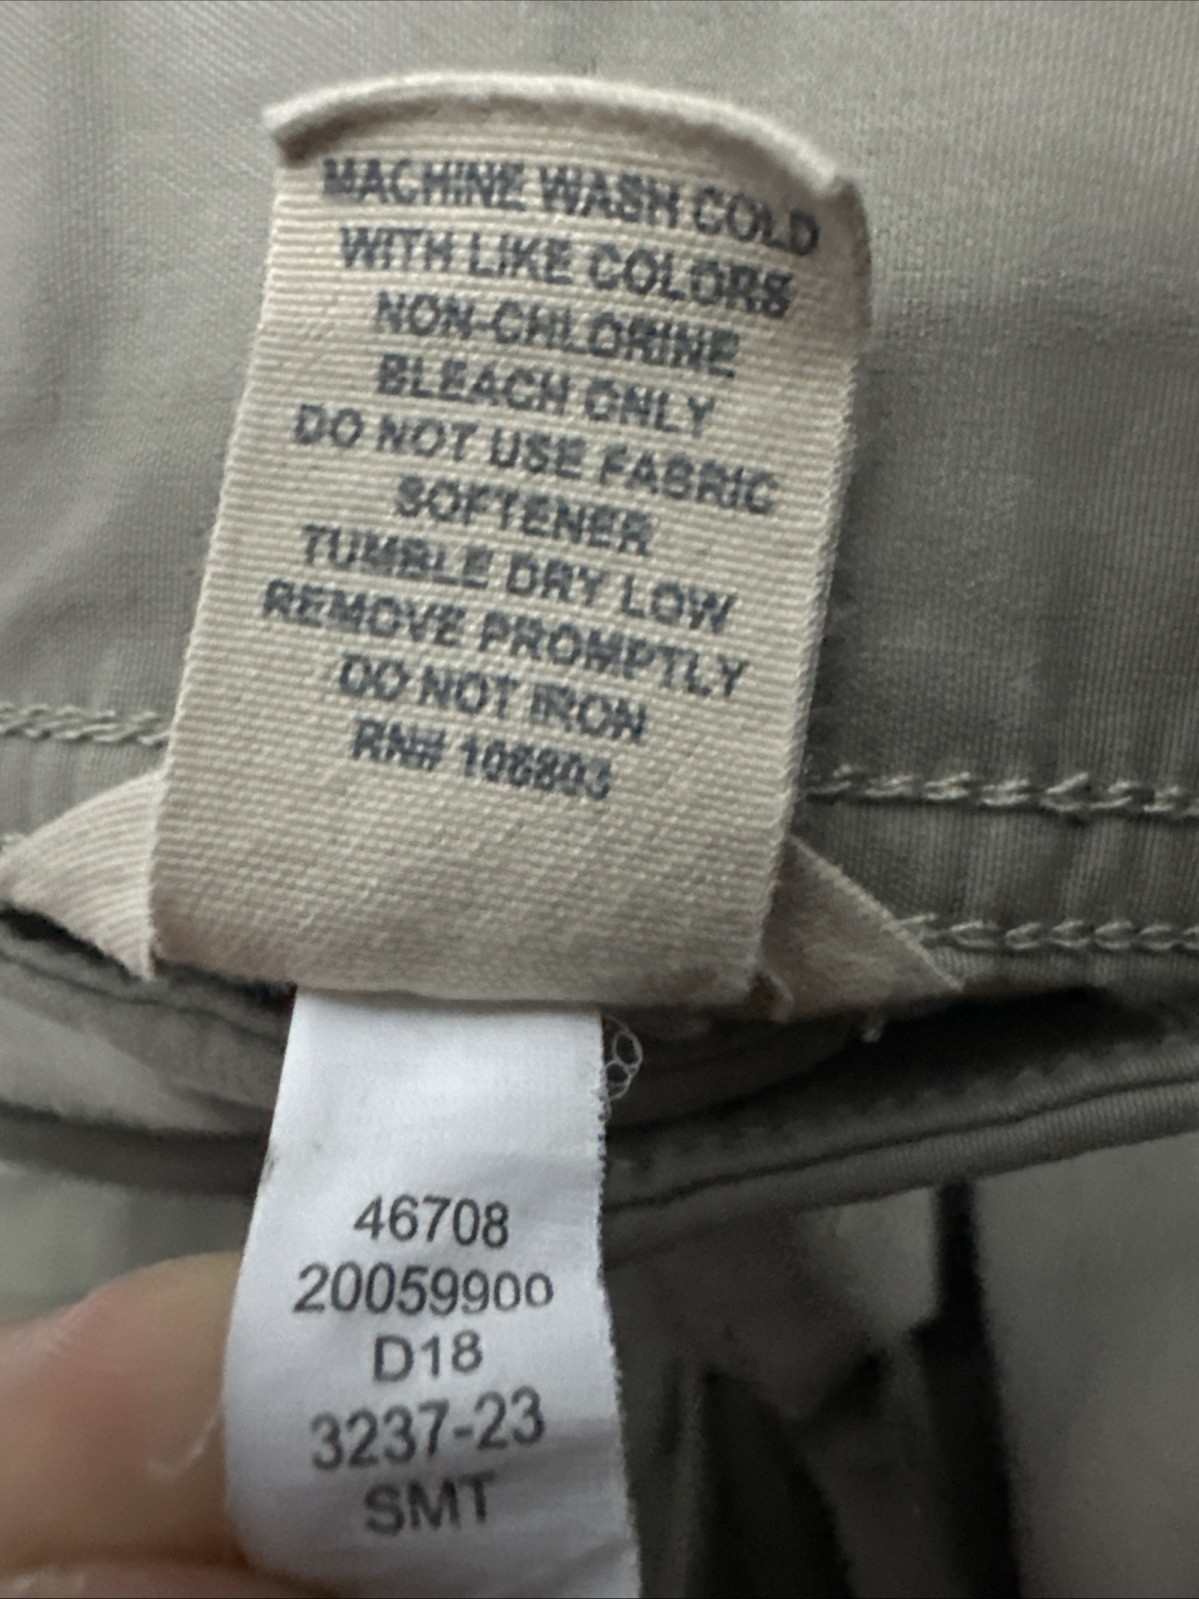 MACHINE WASH COLD
WITH LIKE COLORS
NON-CHLORINE
BLEACH ONLY
DO NOT USE FABRIC
SOFTENER
TUMBLE DRY LOW
REMOVE PROMPTLY
DO NOT IRON
RN# 106803
46708
20059900
D18
3237-23
SMT